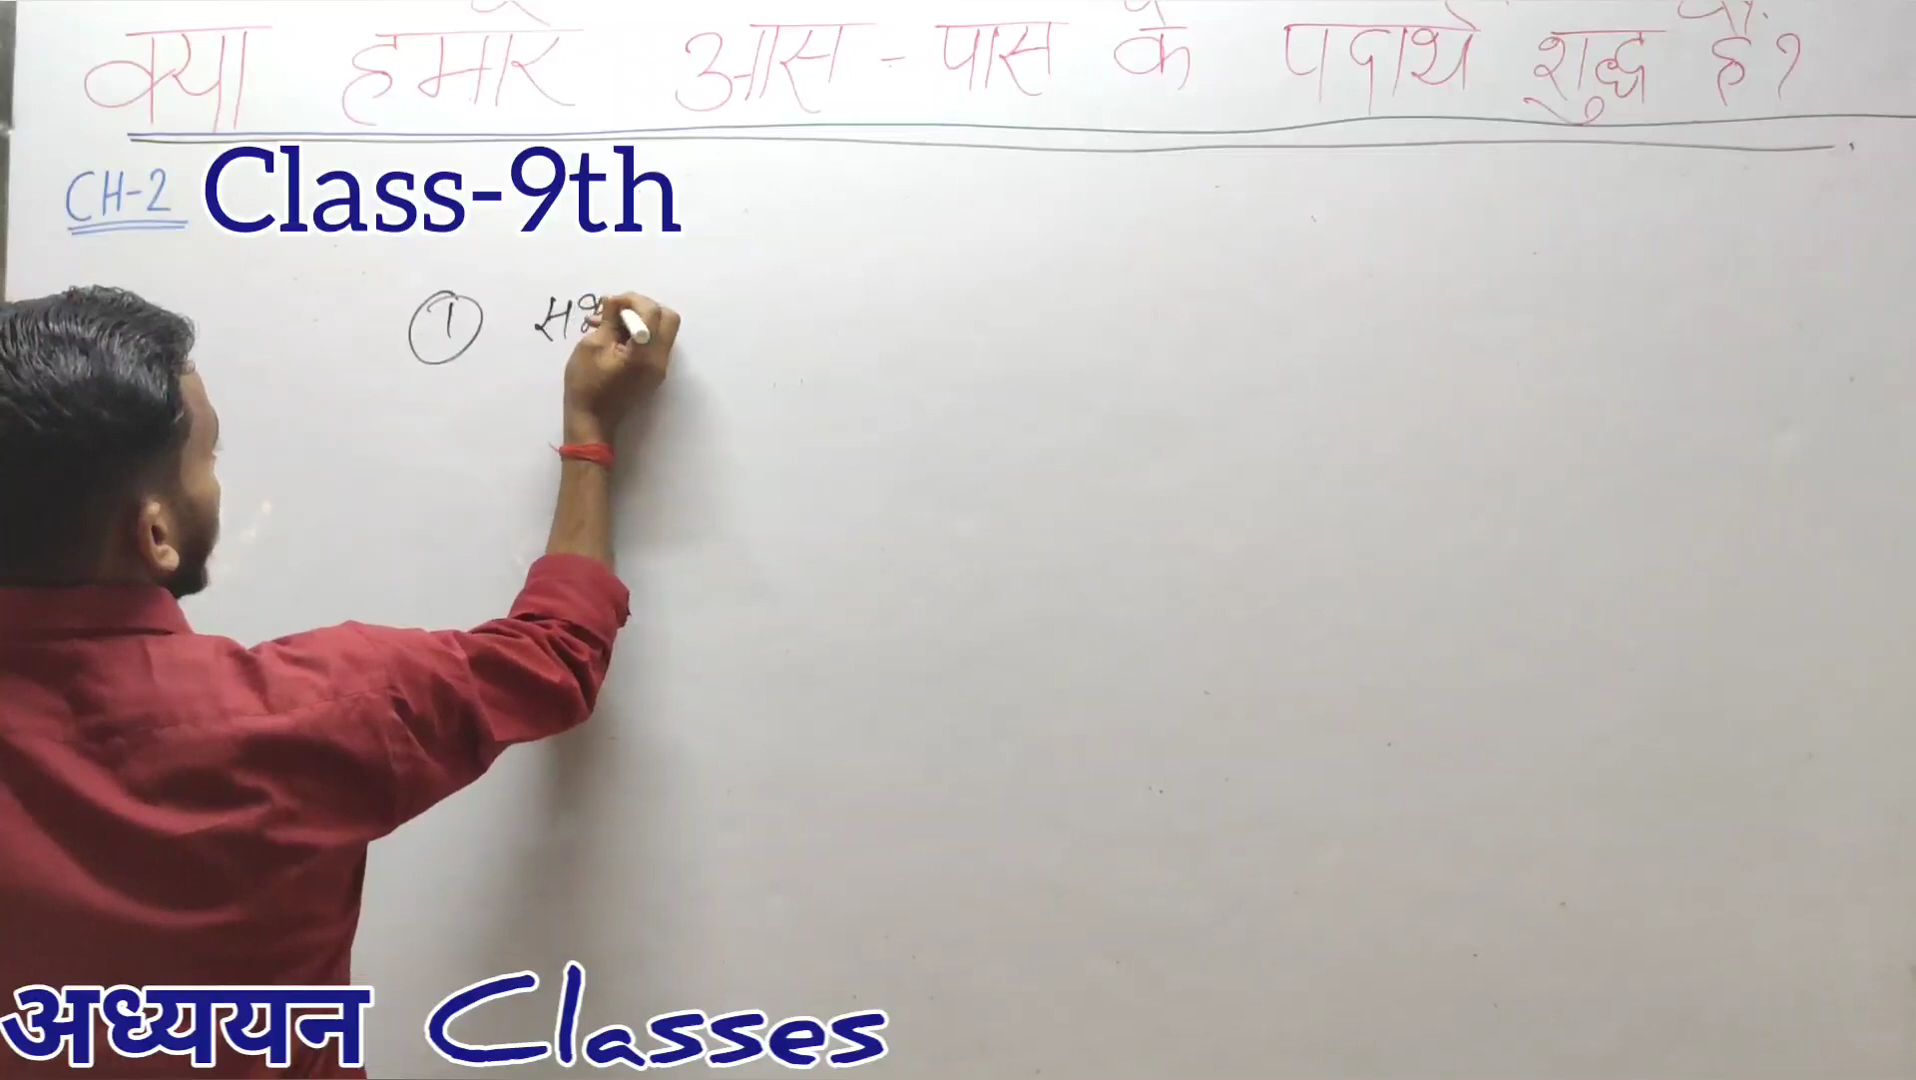 क्या हमारे आस-पास के पदार्थ शुद्ध हैं?
CH-2 Class-9th
①
अध्ययन Classes